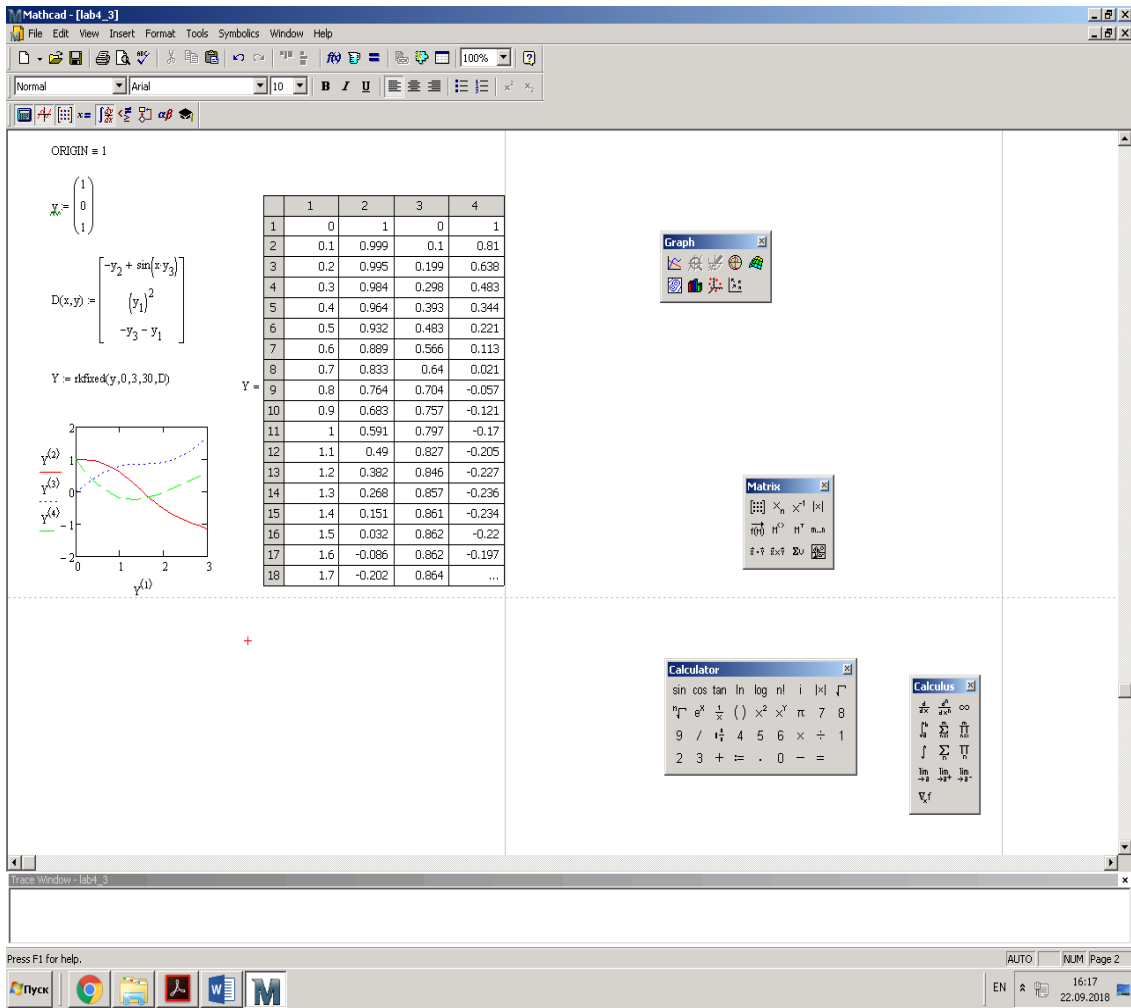 Mathcad - [lab4_3]
File Edit View Insert Format Tools Symbolics Window Help
100%
Normal Arial 10 B I U
ORIGIN ≡ 1
y := (1 0 1)
D(x,y) := [-y₂ + sin(x·y₃)
(y₁)²
-y₃ - y₁]
Y := rkfixed(y,0,3,30,D)
Y =
1 2 3 4
1 0 1 0 1
2 0.1 0.999 0.1 0.81
3 0.2 0.995 0.199 0.638
4 0.3 0.984 0.298 0.483
5 0.4 0.964 0.393 0.344
6 0.5 0.932 0.483 0.221
7 0.6 0.889 0.566 0.113
8 0.7 0.833 0.64 0.021
9 0.8 0.764 0.704 -0.057
10 0.9 0.683 0.757 -0.121
11 1 0.591 0.797 -0.17
12 1.1 0.49 0.827 -0.205
13 1.2 0.382 0.846 -0.227
14 1.3 0.268 0.857 -0.236
15 1.4 0.151 0.861 -0.234
16 1.5 0.032 0.862 -0.22
17 1.6 -0.086 0.862 -0.197
18 1.7 -0.202 0.864 ...
2
Y⟨2⟩ 1
Y⟨3⟩ 0
Y⟨4⟩ -1
-2
0 1 2 3
Y⟨1⟩
Graph
Matrix
Calculator
sin cos tan ln log n! i |x| √
ⁿ√ eˣ 1/x ( ) x² xʸ π 7 8
9 / 4 5 6 × ÷ 1
2 3 + := . 0 − =
Calculus
Trace Window - lab4_3
Press F1 for help.
AUTO NUM Page 2
Пуск
EN
16:17
22.09.2018